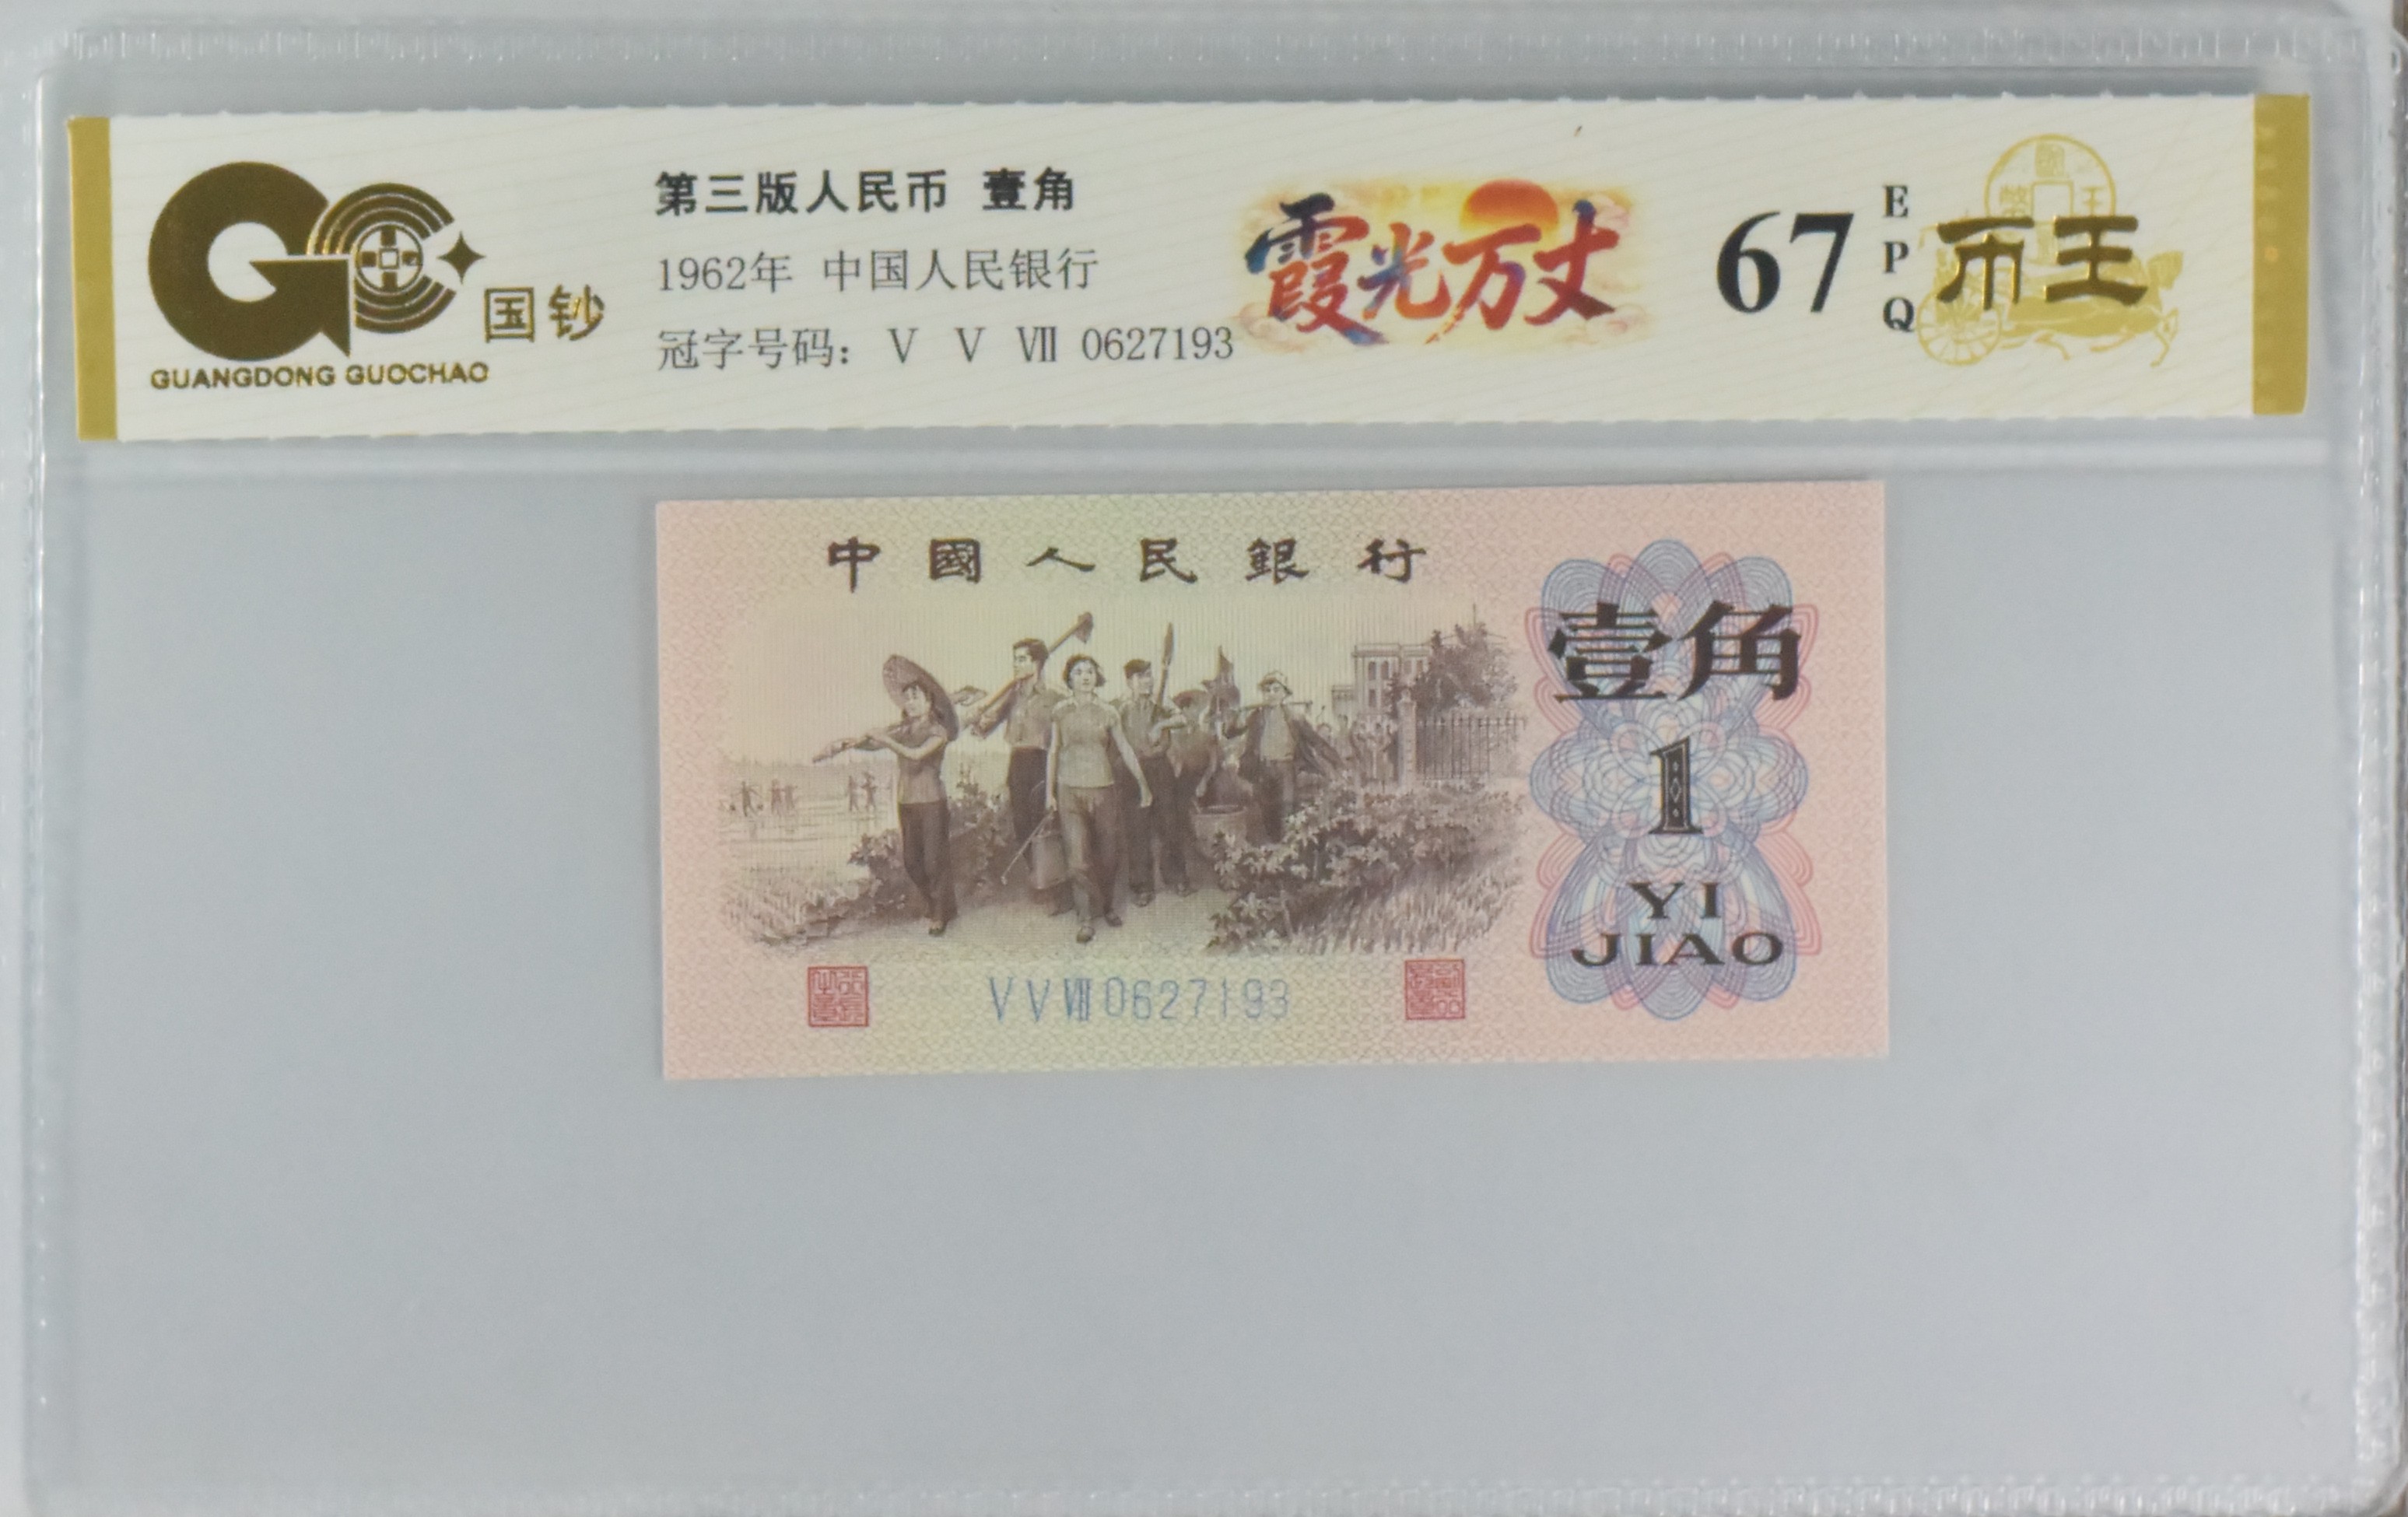 国钞
GUANGDONG GUOCHAO
第三版人民币 壹角
1962年 中国人民银行
冠字号码： Ⅴ Ⅴ Ⅶ 0627193
霞光万丈
67
EPQ
币王
中國人民銀行
壹角
1
YI
JIAO
ⅤⅤⅦ0627193